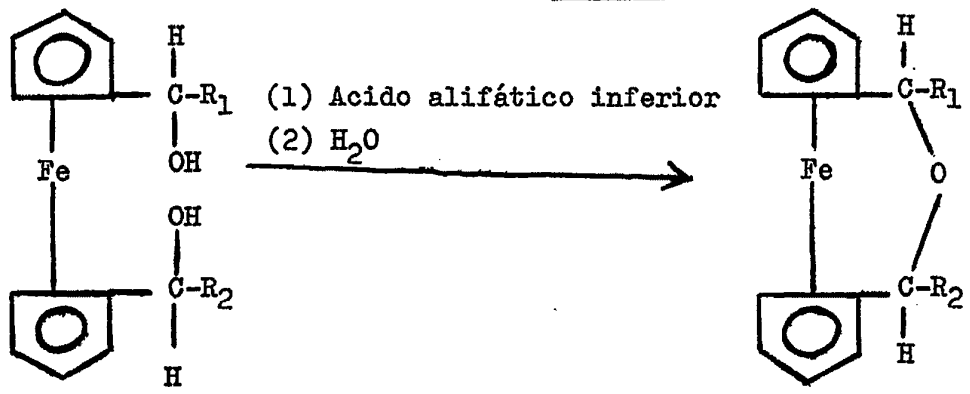 H
C-R₁
OH
Fe
OH
C-R₂
H
(1) Acido alifático inferior
(2) H₂O
H
C-R₁
O
Fe
C-R₂
H